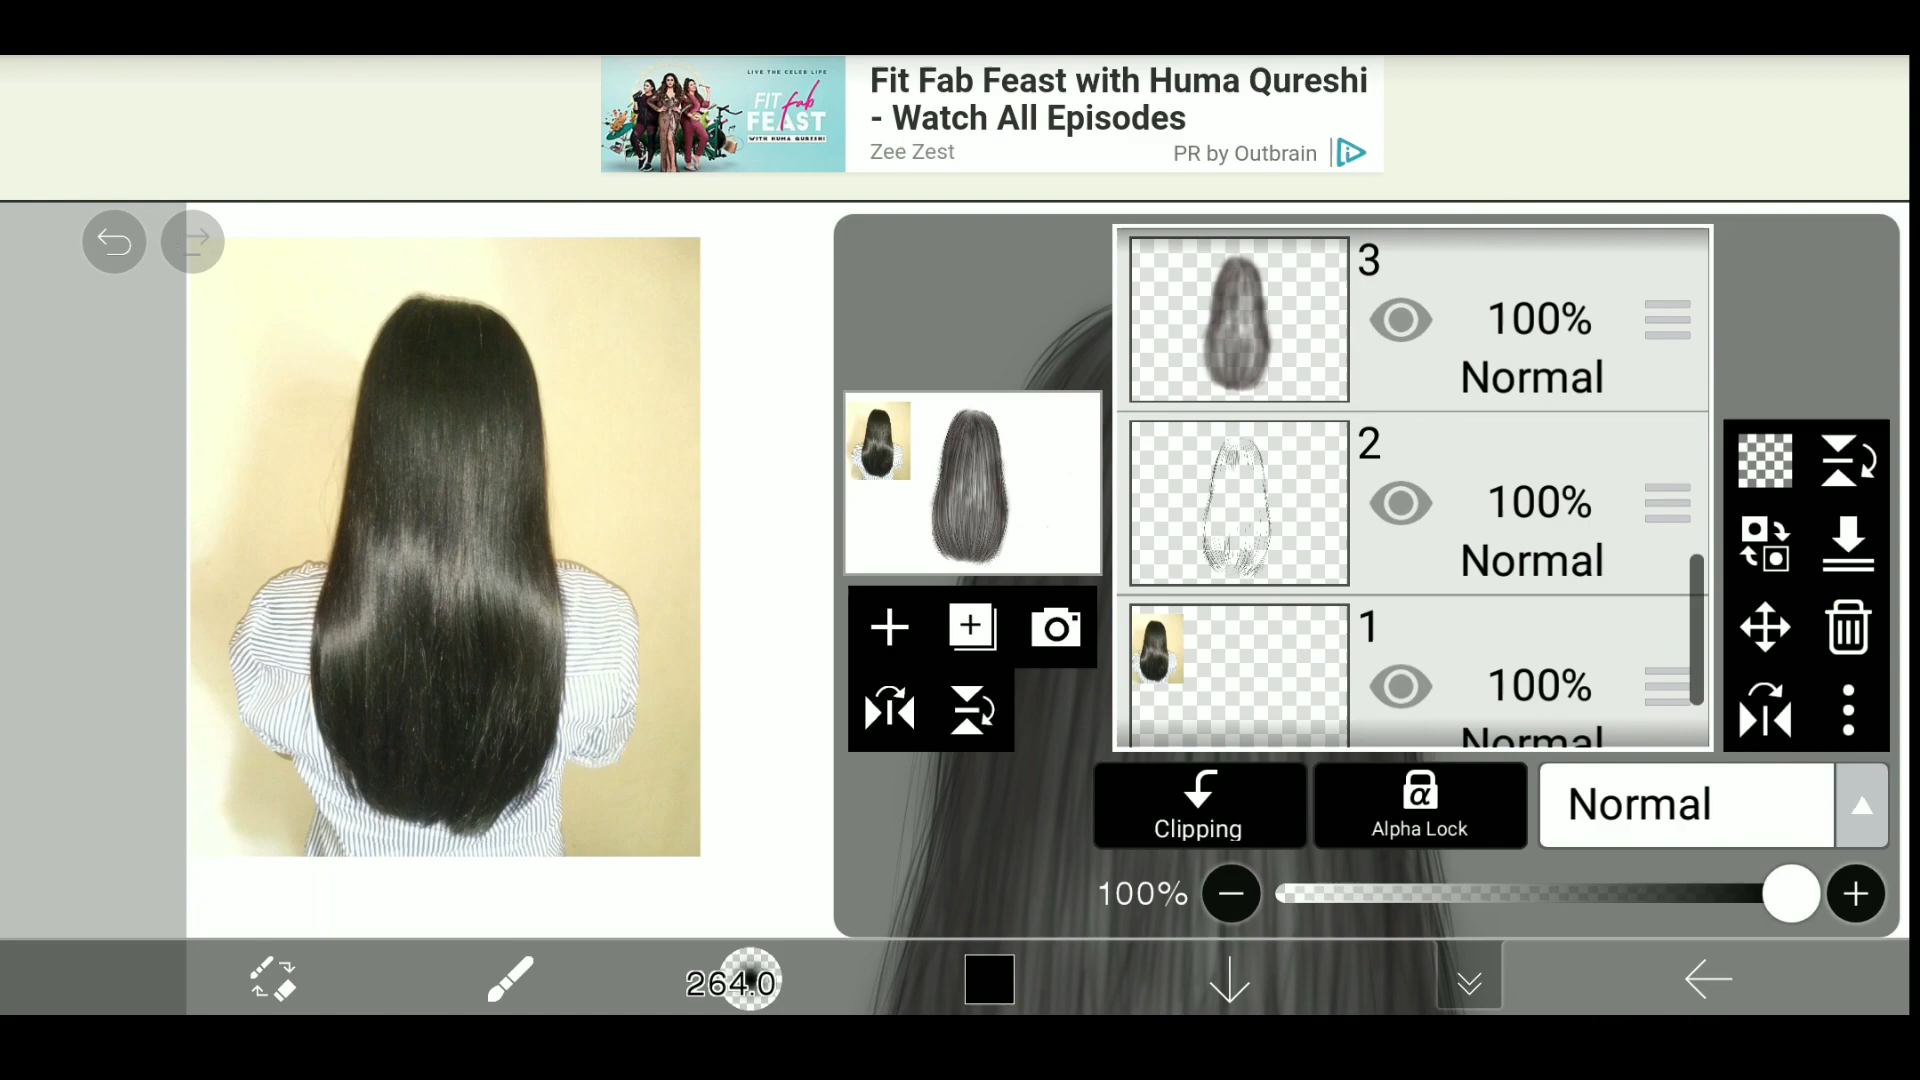 LIVE THE CELEB LIFE
FIT fab
FEAST
WITH HUMA QURESHI
Fit Fab Feast with Huma Qureshi
- Watch All Episodes
Zee Zest
PR by Outbrain
3
100%
Normal
2
100%
Normal
1
100%
Normal
Clipping
α
Alpha Lock
Normal
100%
264.0